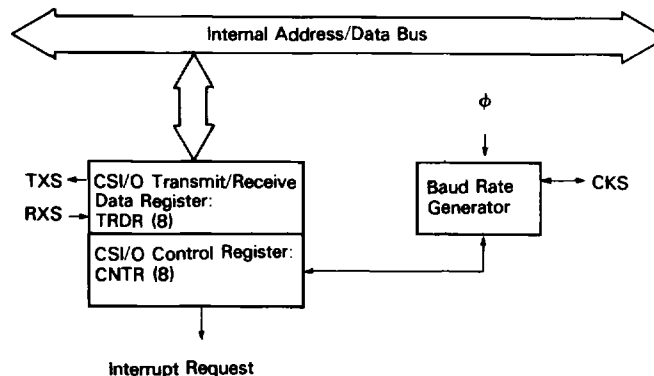 Internal Address/Data Bus
ϕ
TXS
CSI/O Transmit/Receive
Data Register:
TRDR (8)
RXS
Baud Rate
Generator
CKS
CSI/O Control Register:
CNTR (8)
Interrupt Request